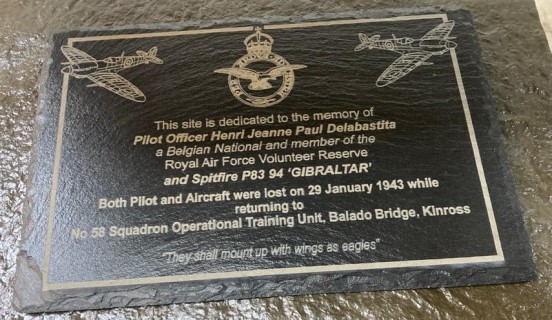 This site is dedicated to the memory of
Pilot Officer Henri Jeanne Paul Delabastita
a Belgian National and member of the
Royal Air Force Volunteer Reserve
and Spitfire P83 94 ‘GIBRALTAR’
Both Pilot and Aircraft were lost on 29 January 1943 while
returning to
No 58 Squadron Operational Training Unit, Balado Bridge, Kinross
"They shall mount up with wings as eagles"